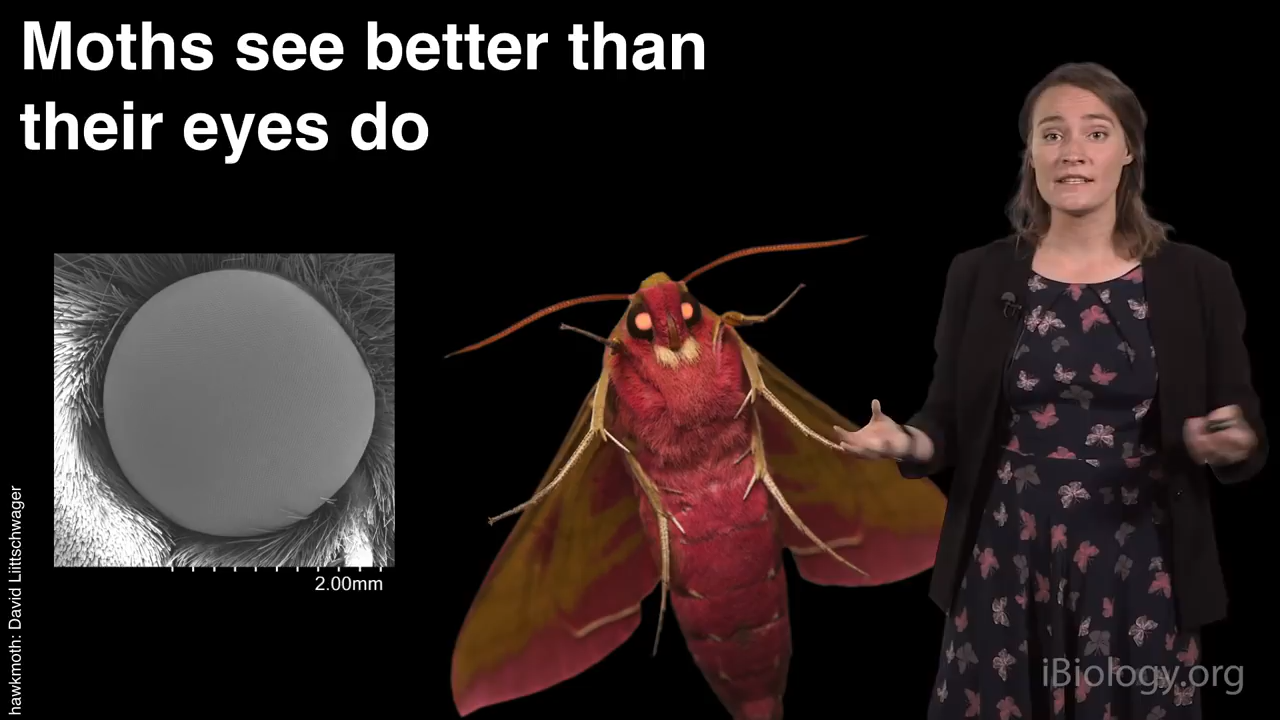 Moths see better than
their eyes do
2.00mm
hawkmoth: David Liittschwager
iBiology.org